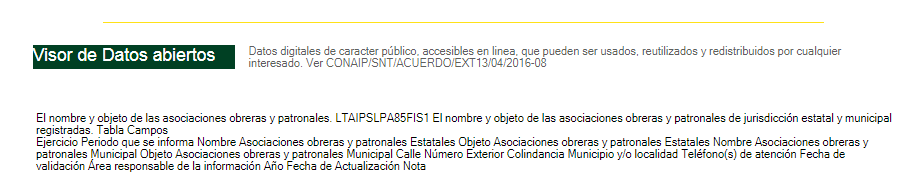 Visor de Datos abiertos
Datos digitales de caracter público, accesibles en linea, que pueden ser usados, reutilizados y redistribuidos por cualquier
interesado. Ver CONAIP/SNT/ACUERDO/EXT13/04/2016-08
El nombre y objeto de las asociaciones obreras y patronales. LTAIPSLPA85FIS1 El nombre y objeto de las asociaciones obreras y patronales de jurisdicción estatal y municipal
registradas. Tabla Campos
Ejercicio Periodo que se informa Nombre Asociaciones obreras y patronales Estatales Objeto Asociaciones obreras y patronales Estatales Nombre Asociaciones obreras y
patronales Municipal Objeto Asociaciones obreras y patronales Municipal Calle Número Exterior Colindancia Municipio y/o localidad Teléfono(s) de atención Fecha de
validación Área responsable de la información Año Fecha de Actualización Nota